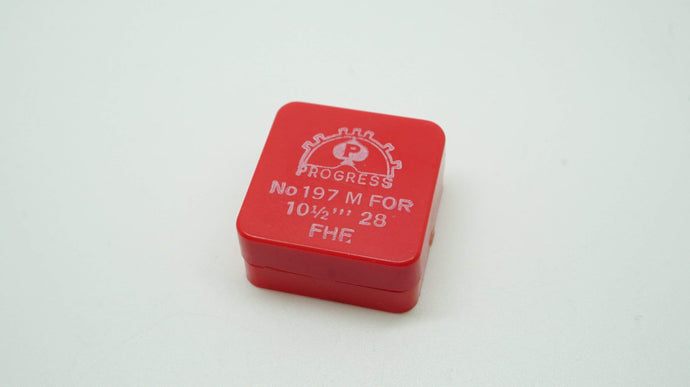 P
PROGRESS
No 197 M FOR
10½''' 28
FHF